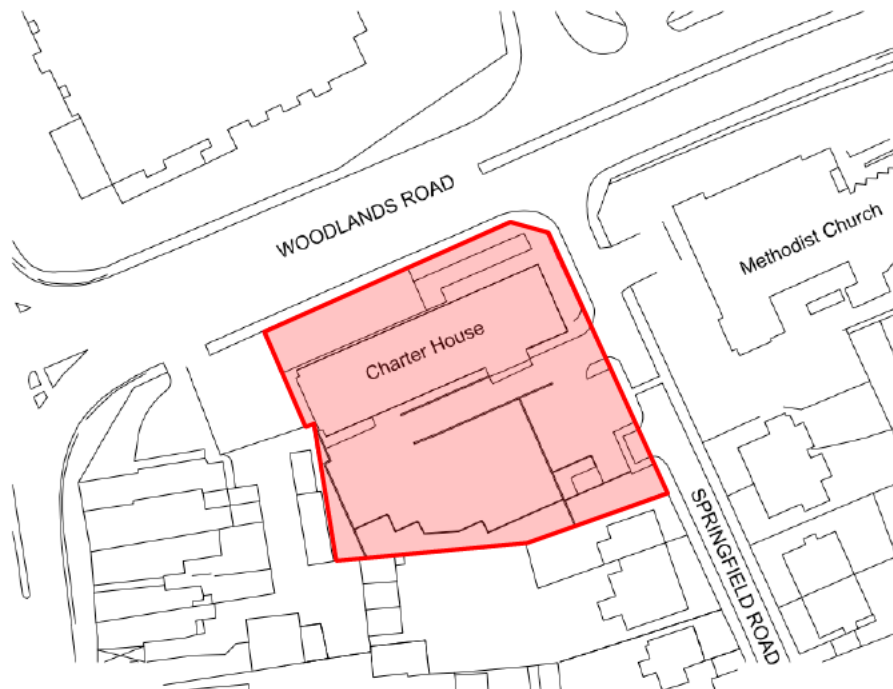 WOODLANDS ROAD
Methodist Church
Charter House
SPRINGFIELD ROAD